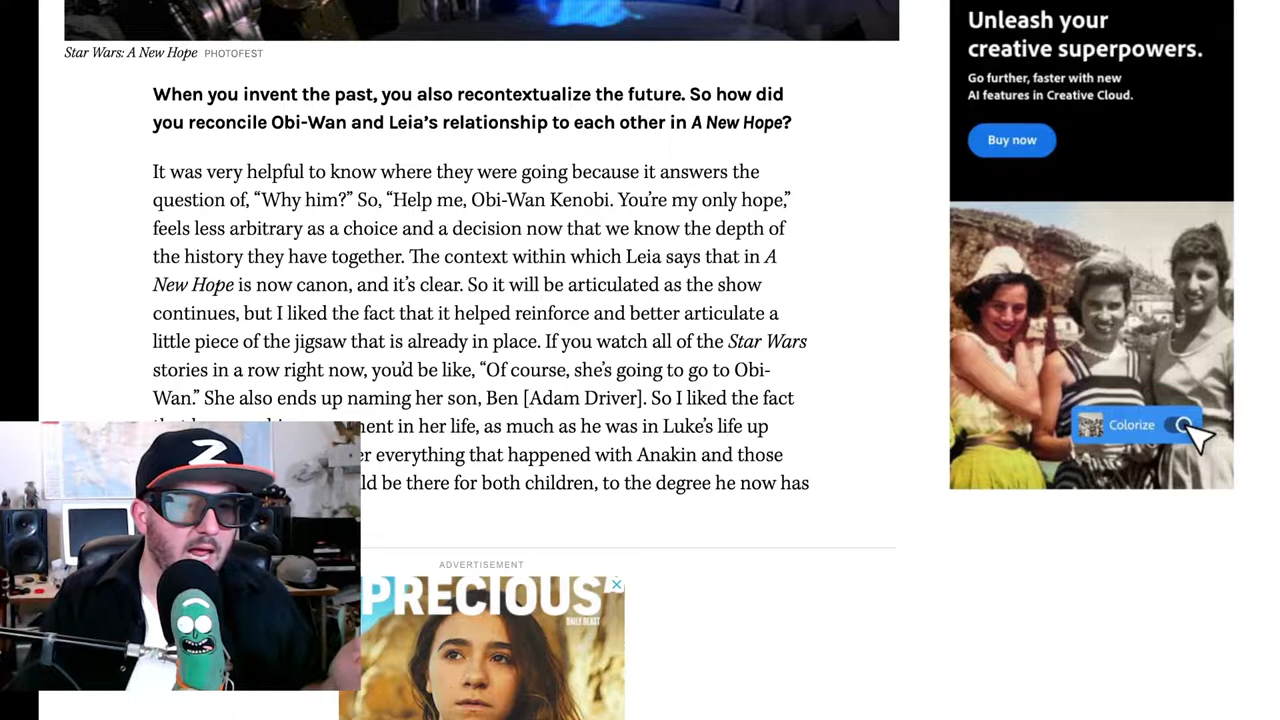 Star Wars: A New Hope PHOTOFEST
When you invent the past, you also recontextualize the future. So how did
you reconcile Obi-Wan and Leia’s relationship to each other in A New Hope?
It was very helpful to know where they were going because it answers the
question of, “Why him?” So, “Help me, Obi-Wan Kenobi. You’re my only hope,”
feels less arbitrary as a choice and a decision now that we know the depth of
the history they have together. The context within which Leia says that in A
New Hope is now canon, and it’s clear. So it will be articulated as the show
continues, but I liked the fact that it helped reinforce and better articulate a
little piece of the jigsaw that is already in place. If you watch all of the Star Wars
stories in a row right now, you’d be like, “Of course, she’s going to go to Obi-
Wan.” She also ends up naming her son, Ben [Adam Driver]. So I liked the fact
in her life, as much as he was in Luke’s life up
everything that happened with Anakin and those
be there for both children, to the degree he now has
ADVERTISEMENT
PRECIOUS
DAILY BEAST
Unleash your
creative superpowers.
Go further, faster with new
AI features in Creative Cloud.
Buy now
Colorize
Z